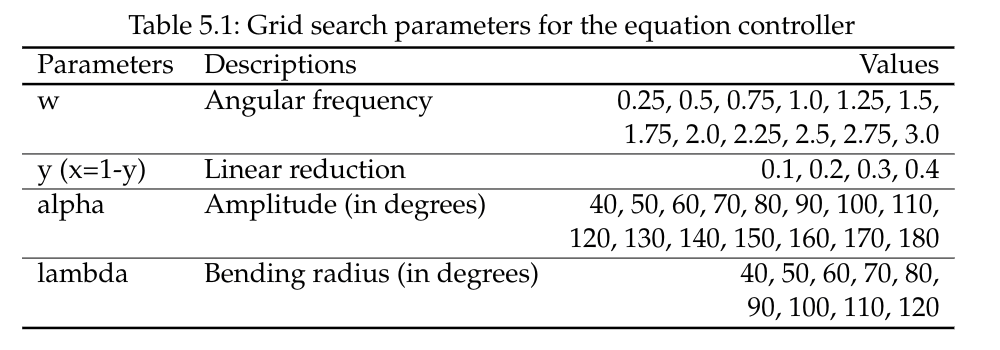 Table 5.1: Grid search parameters for the equation controller
Parameters Descriptions Values
w Angular frequency 0.25, 0.5, 0.75, 1.0, 1.25, 1.5,
1.75, 2.0, 2.25, 2.5, 2.75, 3.0
y (x=1-y) Linear reduction 0.1, 0.2, 0.3, 0.4
alpha Amplitude (in degrees) 40, 50, 60, 70, 80, 90, 100, 110,
120, 130, 140, 150, 160, 170, 180
lambda Bending radius (in degrees) 40, 50, 60, 70, 80,
90, 100, 110, 120